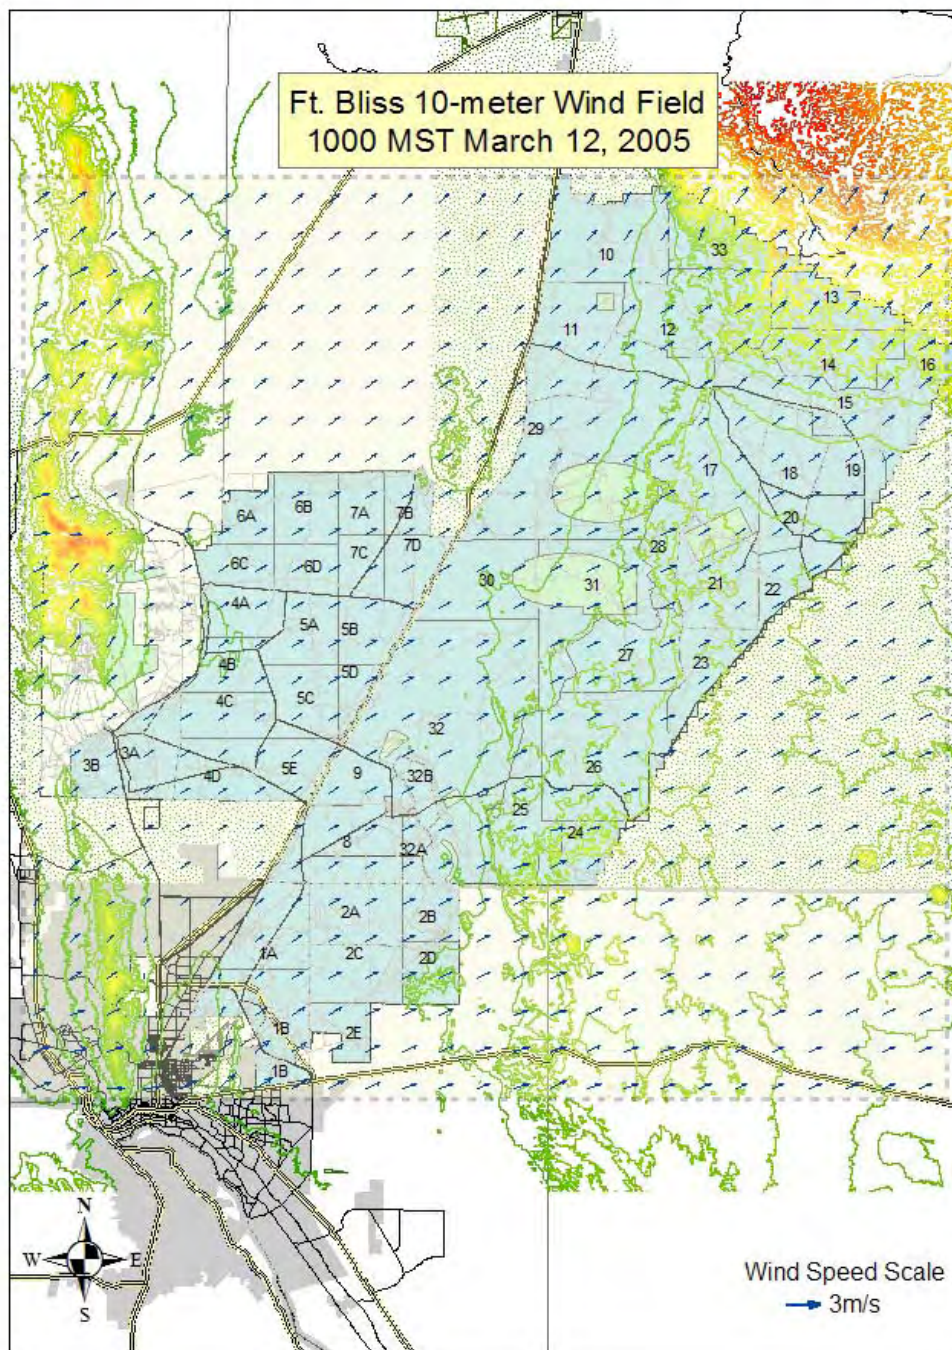 Ft. Bliss 10-meter Wind Field
1000 MST March 12, 2005
10
33
13
11
12
14
16
15
29
17
18
19
6A
6B
7A
7B
20
6C
6D
7C
7D
28
30
31
21
22
4A
5A
5B
27
4B
5D
23
4C
5C
32
3A
3B
4D
5E
9
32B
26
25
8
32A
24
2A
2B
1A
2C
2D
1B
2E
1B
N
W
E
S
Wind Speed Scale
3m/s